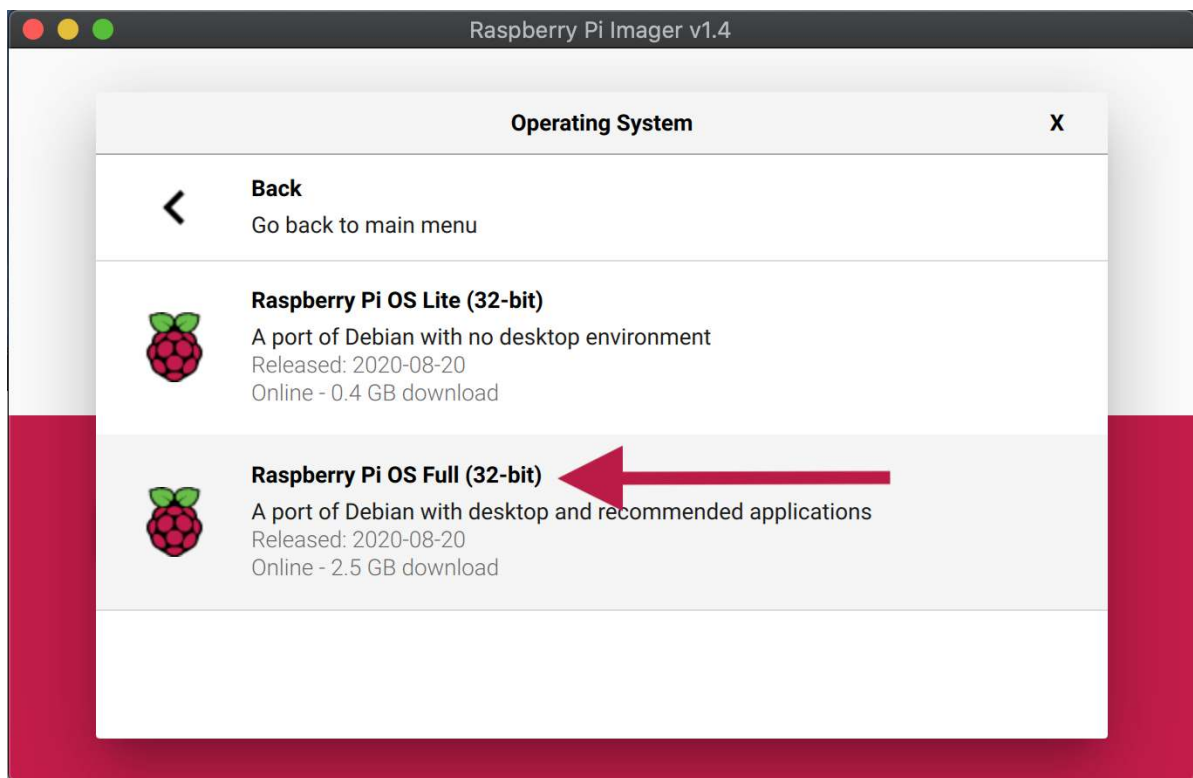 Raspberry Pi Imager v1.4
Operating System
X
Back
Go back to main menu
Raspberry Pi OS Lite (32-bit)
A port of Debian with no desktop environment
Released: 2020-08-20
Online - 0.4 GB download
Raspberry Pi OS Full (32-bit)
A port of Debian with desktop and recommended applications
Released: 2020-08-20
Online - 2.5 GB download